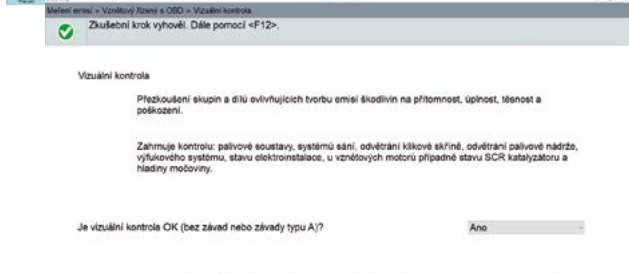 Měření emisí » Vznětový řízený s OBD » Vizuální kontrola
Zkušební krok vyhověl. Dále pomocí <F12>.
Vizuální kontrola
Přezkoušení skupin a dílů ovlivňujících tvorbu emisí škodlivin na přítomnost, úplnost, těsnost a
poškození.
Zahrnuje kontrolu: palivové soustavy, systémů sání, odvětrání klikové skříně, odvětrání palivové nádrže,
výfukového systému, stavu elektroinstalace, u vznětových motorů případně stavu SCR katalyzátoru a
hladiny močoviny.
Je vizuální kontrola OK (bez závad nebo závady typu A)? Ano